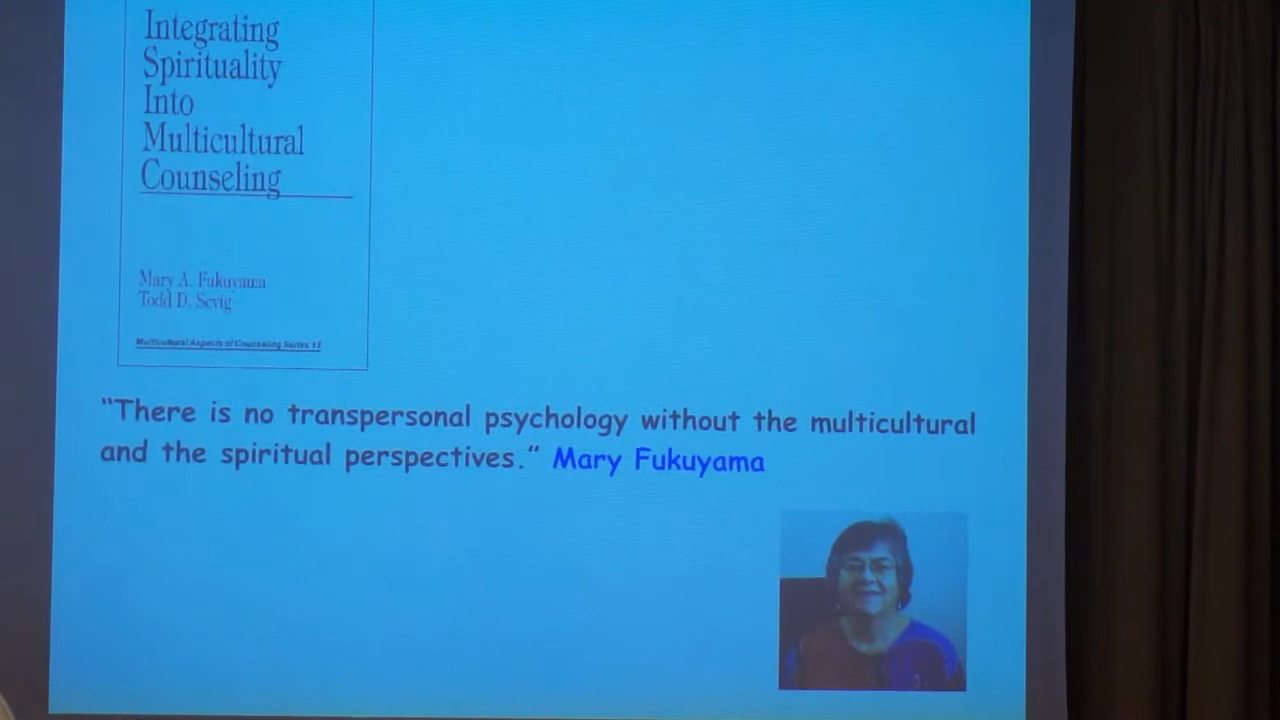 Integrating
Spirituality
Into
Multicultural
Counseling
Mary A. Fukuyama
Todd D. Sevig
Multicultural Aspects of Counseling Series 13
“There is no transpersonal psychology without the multicultural
and the spiritual perspectives.” Mary Fukuyama